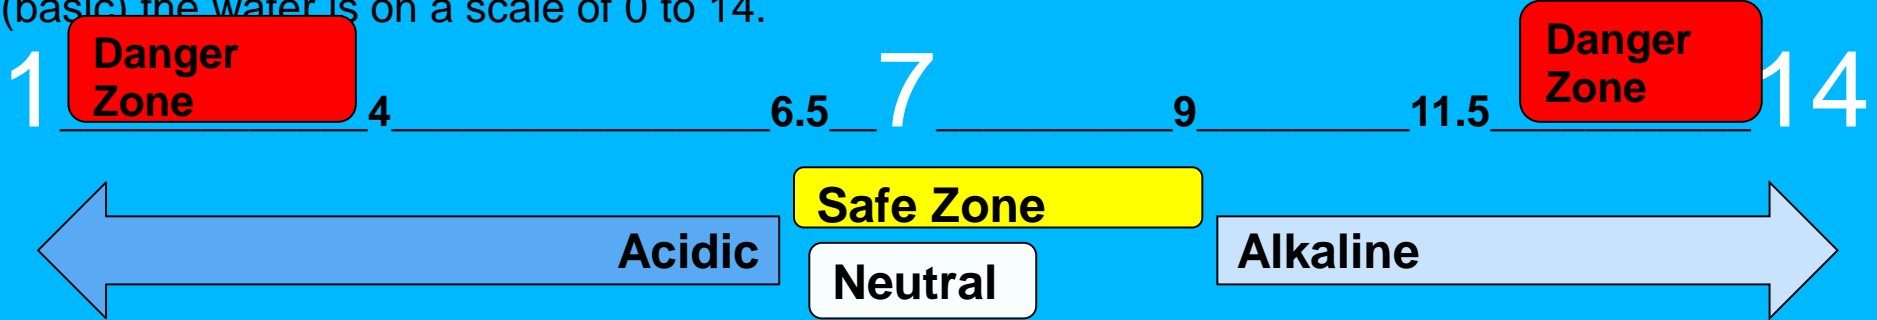 (basic) the water is on a scale of 0 to 14.
1 Danger Zone 4 6.5 7 9 11.5 Danger Zone 14
Safe Zone
Acidic Neutral Alkaline